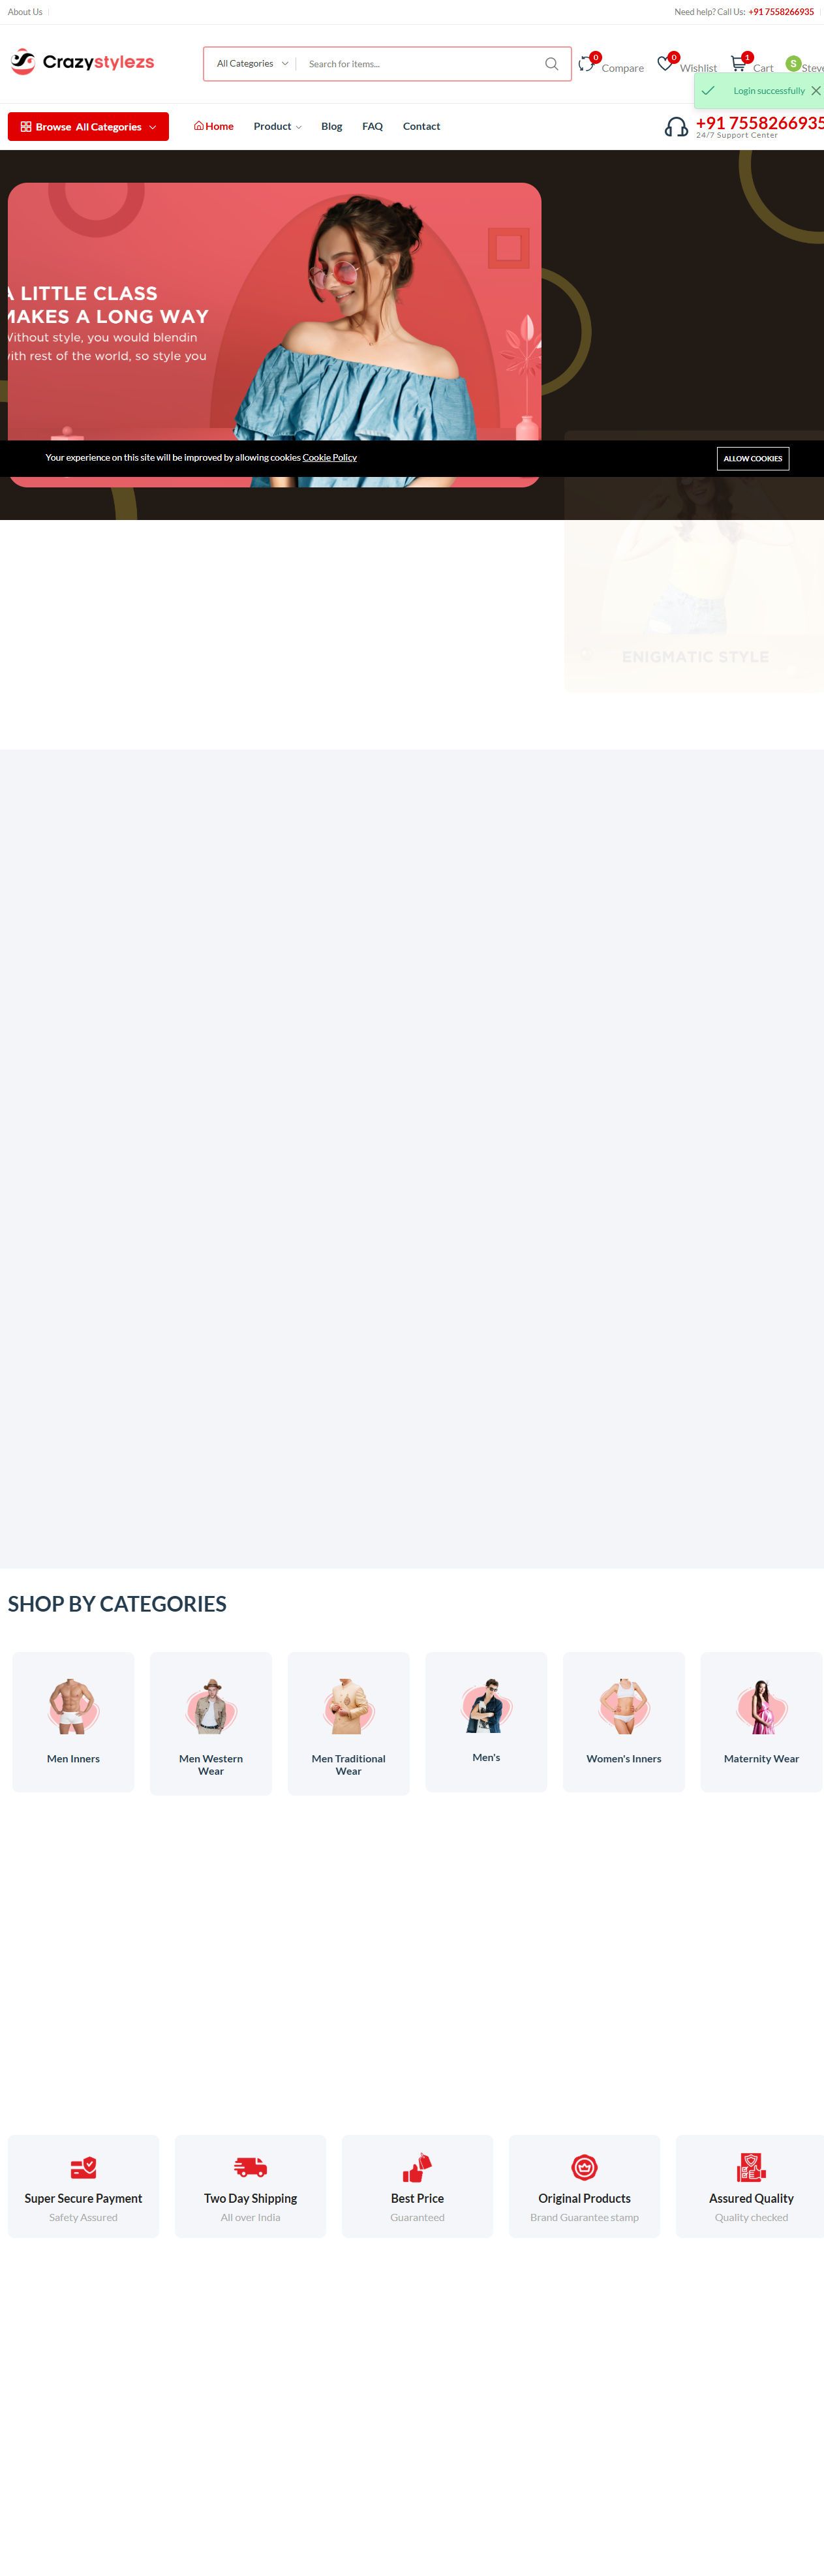 About Us
Need help? Call Us: +91 7558266935
Crazystylezs
All Categories
Search for items...
0
Compare
0
Wishlist
1
Cart
S
Login successfully
Browse All Categories
Home
Product
Blog
FAQ
Contact
+91 7558266935
24/7 Support Center
A LITTLE CLASS
MAKES A LONG WAY
Without style, you would blendin
with rest of the world, so style you
Your experience on this site will be improved by allowing cookies Cookie Policy
ALLOW COOKIES
ENIGMATIC STYLE
SHOP BY CATEGORIES
Men Inners
Men Western
Wear
Men Traditional
Wear
Men's
Women's Inners
Maternity Wear
Super Secure Payment
Safety Assured
Two Day Shipping
All over India
Best Price
Guaranteed
Original Products
Brand Guarantee stamp
Assured Quality
Quality checked